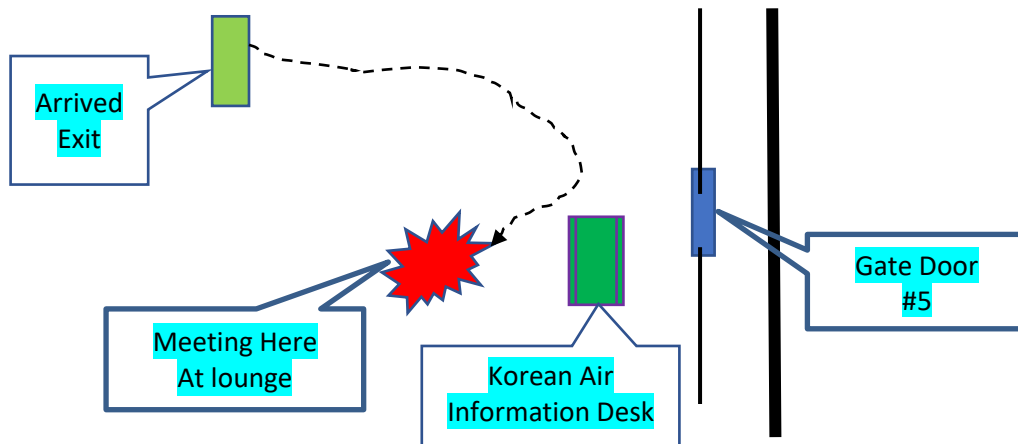 Arrived
Exit
Meeting Here
At lounge
Korean Air
Information Desk
Gate Door
#5